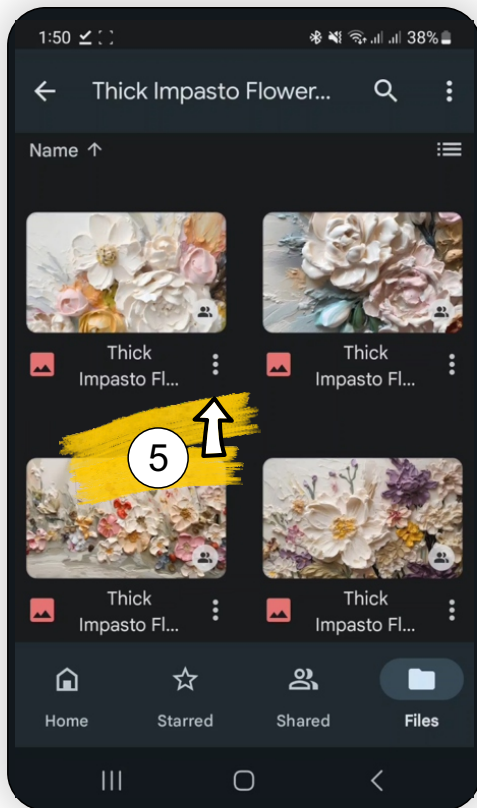 1:50
38%
Thick Impasto Flower...
Name ↑
Thick
Impasto Fl...
Thick
Impasto Fl...
5
Thick
Impasto Fl...
Thick
Impasto Fl...
Home
Starred
Shared
Files